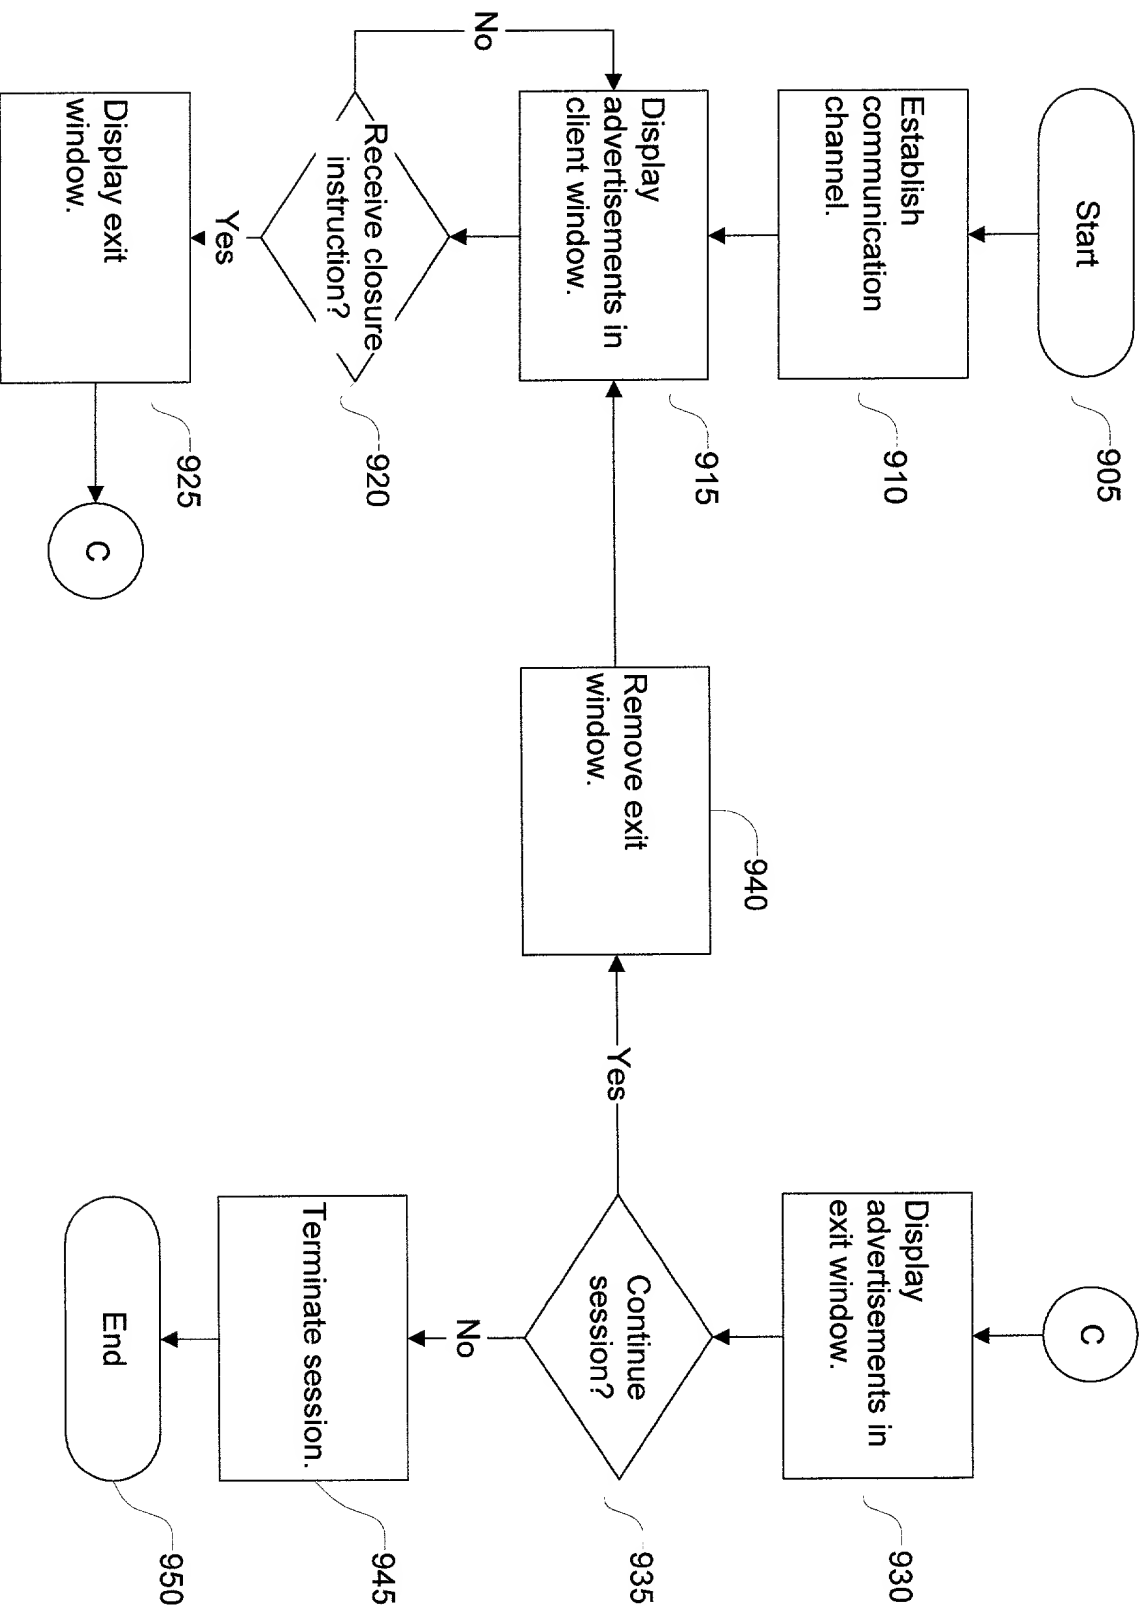 Start
905
Establish
communication
channel.
910
Display
advertisements in
client window.
915
No
Receive closure
instruction?
920
Yes
Display exit
window.
925
C
Remove exit
window.
940
Yes
C
Display
advertisements in
exit window.
930
Continue
session?
935
No
Terminate session.
945
End
950